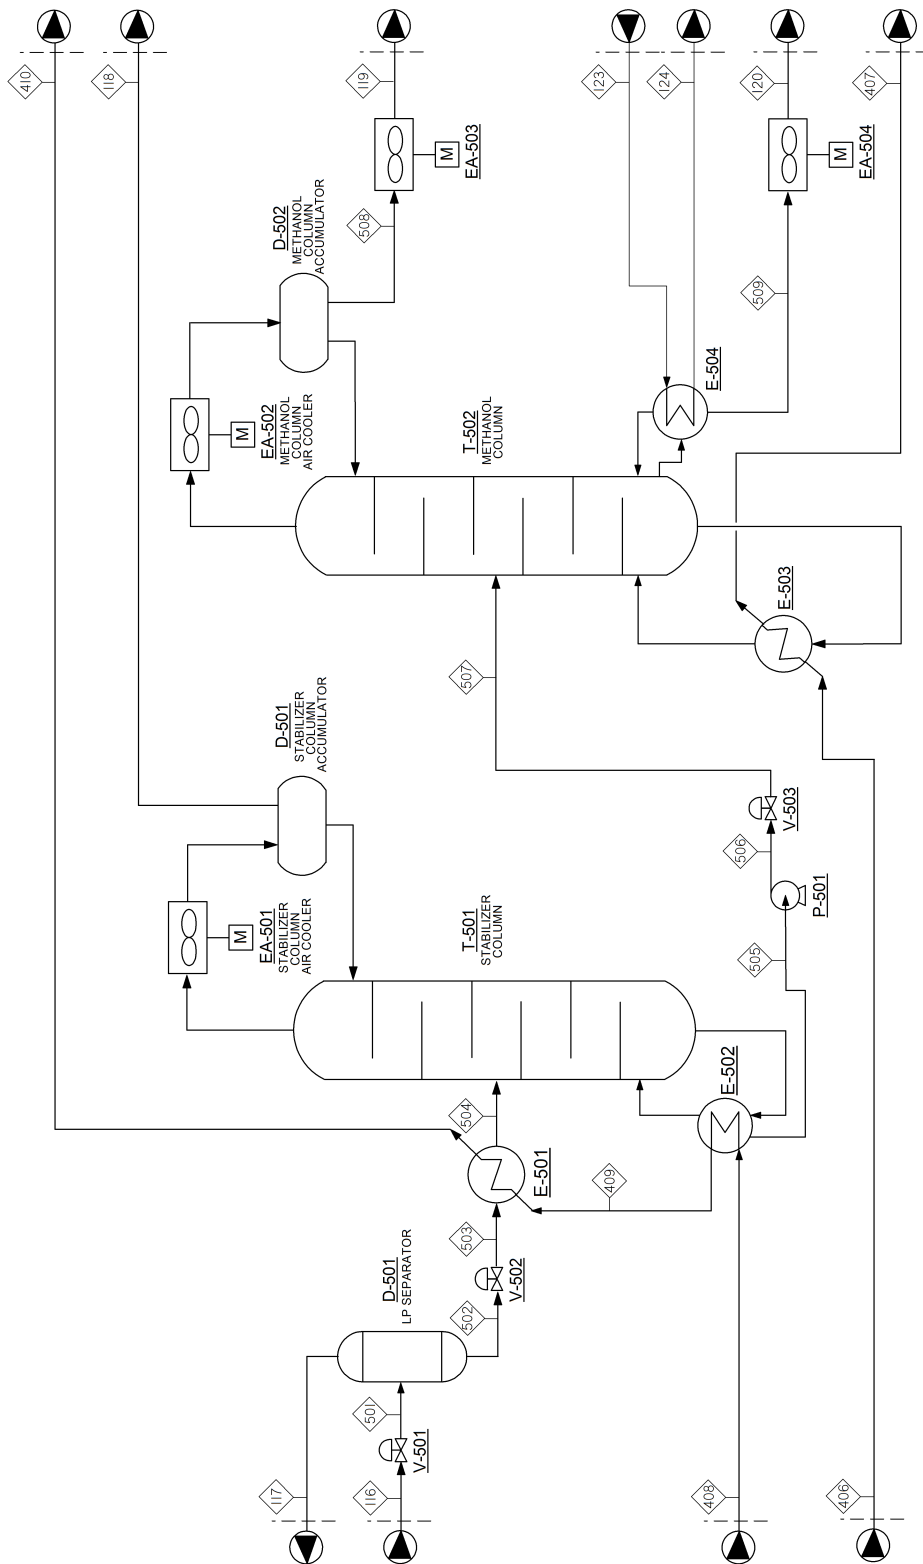 410
118
119
123
124
120
407
M
EA-503
M
EA-504
D-502
METHANOL
COLUMN
ACCUMULATOR
508
509
M
EA-502
METHANOL
COLUMN
AIR COOLER
E-504
T-502
METHANOL
COLUMN
E-503
507
D-501
STABILIZER
COLUMN
ACCUMULATOR
V-503
506
P-501
505
M
EA-501
STABILIZER
COLUMN
AIR COOLER
T-501
STABILIZER
COLUMN
E-502
504
E-501
409
503
V-502
502
D-501
LP SEPARATOR
501
V-501
117
116
408
406